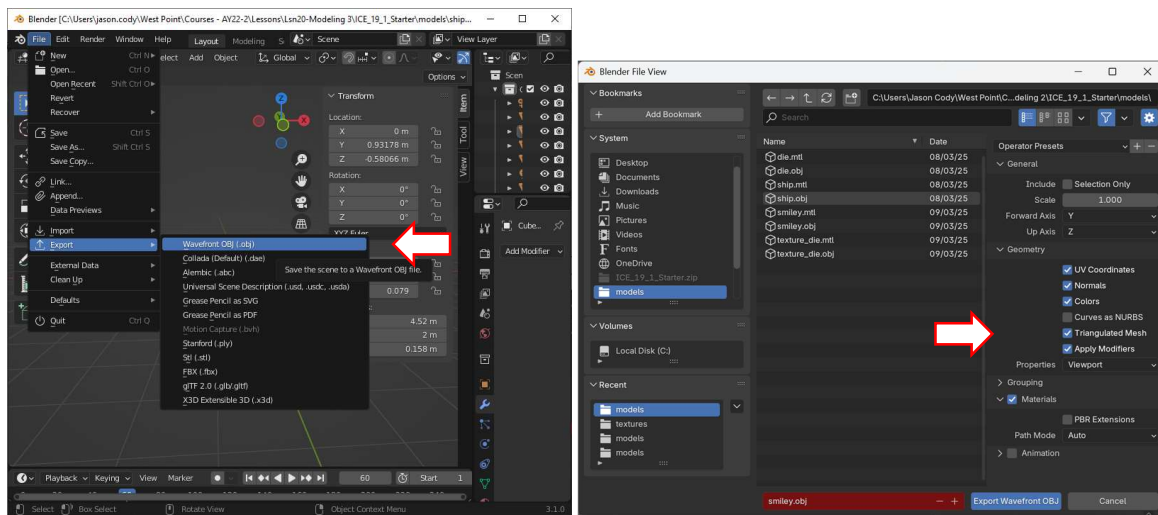 Blender [C:\Users\jason.cody\West Point\Courses - AY22-2\Lessons\Lsn20-Modeling 3\ICE_19_1_Starter\models\ship...
File Edit Render Window Help Layout Modeling S Scene View Layer
elect Add Object Global
Options
New Ctrl N
Open... Ctrl O
Open Recent Shift Ctrl O
Revert
Recover
Save Ctrl S
Save As... Shift Ctrl S
Save Copy...
Link...
Append...
Data Previews
Import
Export
External Data
Clean Up
Defaults
Quit Ctrl Q
Wavefront OBJ (.obj)
Collada (Default) (.dae)
Alembic (.abc)
Universal Scene Description (.usd, .usdc, .usda)
Grease Pencil as SVG
Grease Pencil as PDF
Motion Capture (.bvh)
Stanford (.ply)
Stl (.stl)
FBX (.fbx)
glTF 2.0 (.glb/.gltf)
X3D Extensible 3D (.x3d)
Save the scene to a Wavefront OBJ file.
Transform
Location:
X 0 m
Y 0.93178 m
Z -0.58066 m
Rotation:
X 0°
Y 0°
Z 0°
XYZ Euler
0.079
4.52 m
2 m
0.158 m
Item
Tool
View
Scen
Cube...
Add Modifier
Playback Keying View Marker 60 Start 1
Select Box Select Rotate View Object Context Menu 3.1.0
Blender File View
Bookmarks
Add Bookmark
System
Desktop
Documents
Downloads
Music
Pictures
Videos
Fonts
OneDrive
ICE_19_1_Starter.zip
models
Volumes
Local Disk (C:)
Recent
models
textures
models
models
C:\Users\Jason Cody\West Point\C...deling 2\ICE_19_1_Starter\models\
Search
Name Date
die.mtl 08/03/25
die.obj 08/03/25
ship.mtl 08/03/25
ship.obj 08/03/25
smiley.mtl 09/03/25
smiley.obj 09/03/25
texture_die.mtl 09/03/25
texture_die.obj 09/03/25
Operator Presets
General
Include Selection Only
Scale 1.000
Forward Axis Y
Up Axis Z
Geometry
UV Coordinates
Normals
Colors
Curves as NURBS
Triangulated Mesh
Apply Modifiers
Properties Viewport
Grouping
Materials
PBR Extensions
Path Mode Auto
Animation
smiley.obj Export Wavefront OBJ Cancel